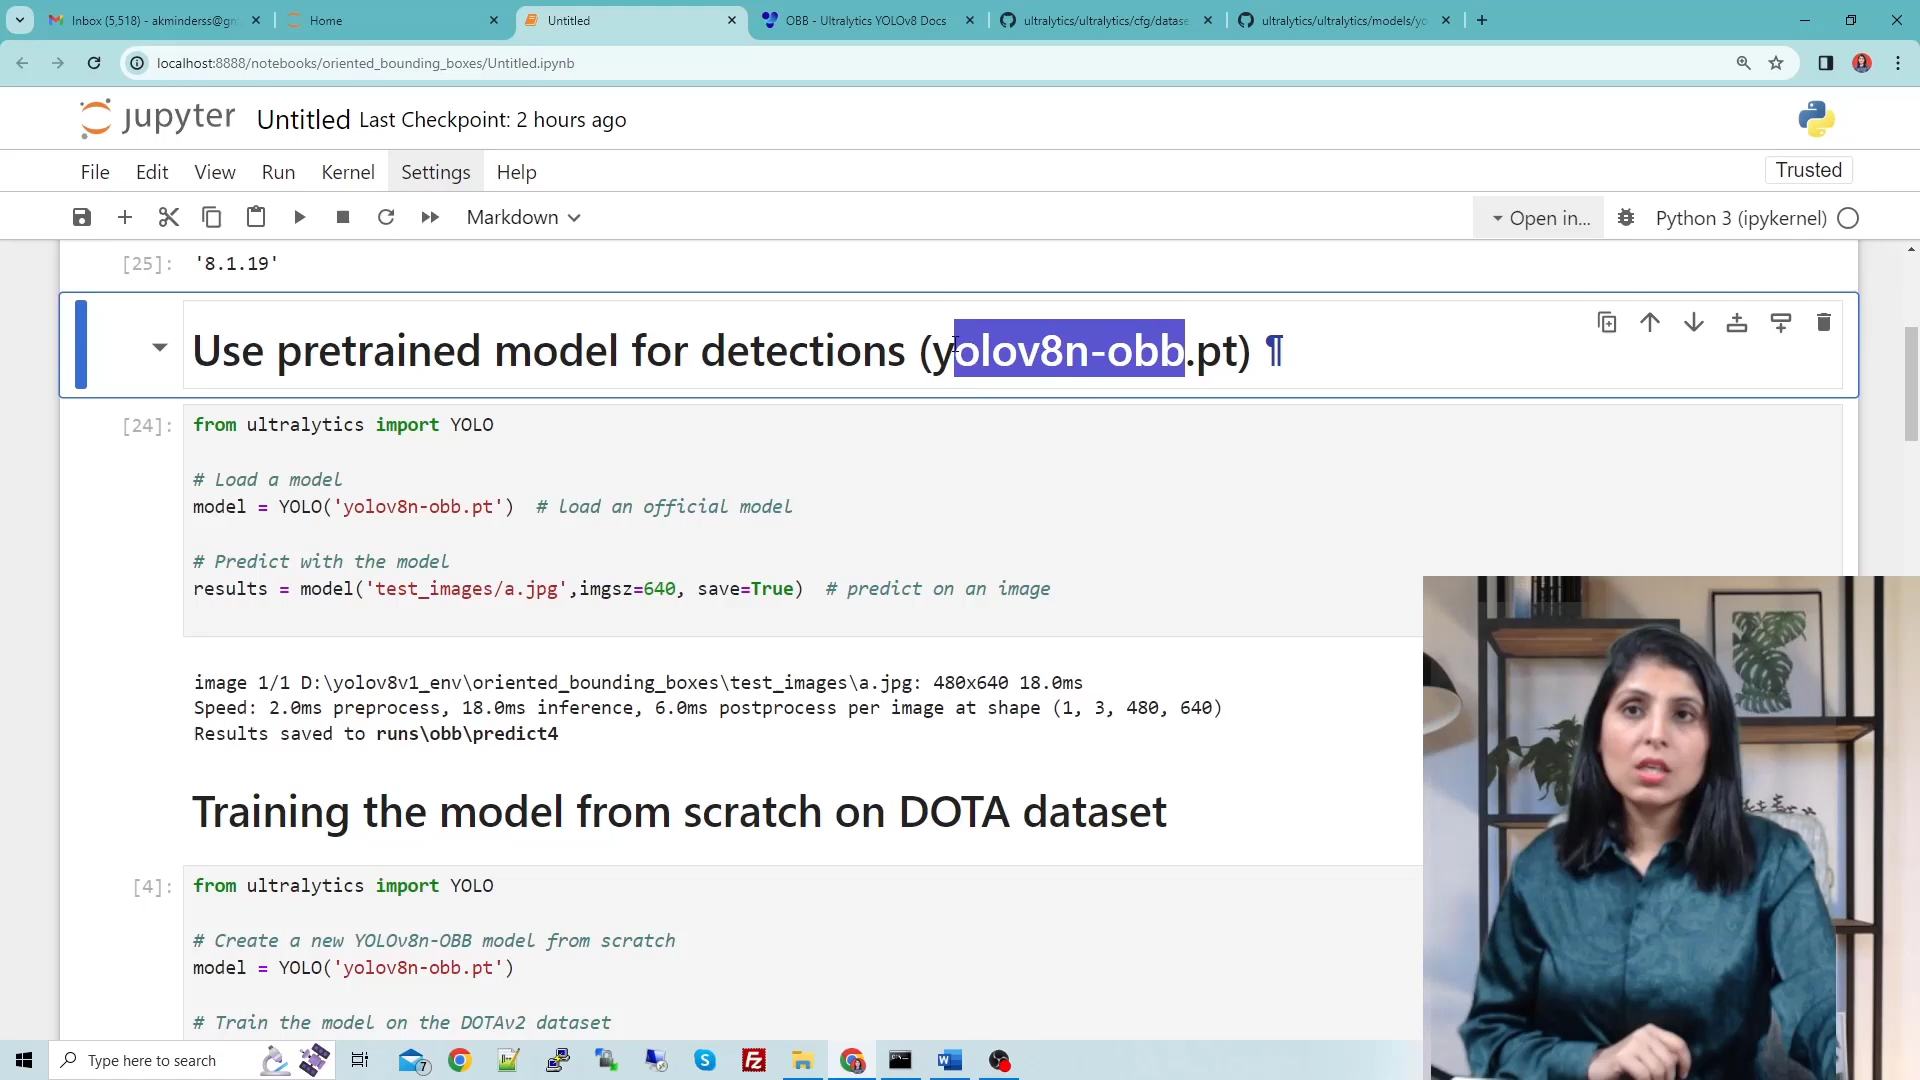 Inbox (5,518) - akminderss@gm
Home
Untitled
OBB - Ultralytics YOLOv8 Docs
ultralytics/ultralytics/cfg/datase
ultralytics/ultralytics/models/yo
localhost:8888/notebooks/oriented_bounding_boxes/Untitled.ipynb
jupyter Untitled Last Checkpoint: 2 hours ago
File Edit View Run Kernel Settings Help Trusted
Markdown Open in... Python 3 (ipykernel)
[25]: '8.1.19'
Use pretrained model for detections (yolov8n-obb.pt) ¶
[24]: from ultralytics import YOLO
# Load a model
model = YOLO('yolov8n-obb.pt')  # load an official model
# Predict with the model
results = model('test_images/a.jpg',imgsz=640, save=True)  # predict on an image
image 1/1 D:\yolov8v1_env\oriented_bounding_boxes\test_images\a.jpg: 480x640 18.0ms
Speed: 2.0ms preprocess, 18.0ms inference, 6.0ms postprocess per image at shape (1, 3, 480, 640)
Results saved to runs\obb\predict4
Training the model from scratch on DOTA dataset
[4]: from ultralytics import YOLO
# Create a new YOLOv8n-OBB model from scratch
model = YOLO('yolov8n-obb.pt')
# Train the model on the DOTAv2 dataset
Type here to search
7